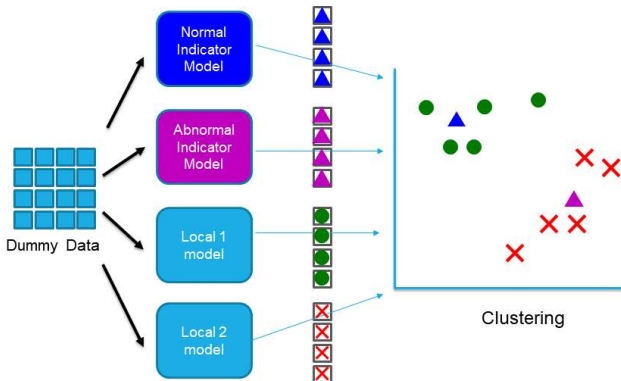 Normal
Indicator
Model
Abnormal
Indicator
Model
Dummy Data
Local 1
model
Local 2
model
Clustering